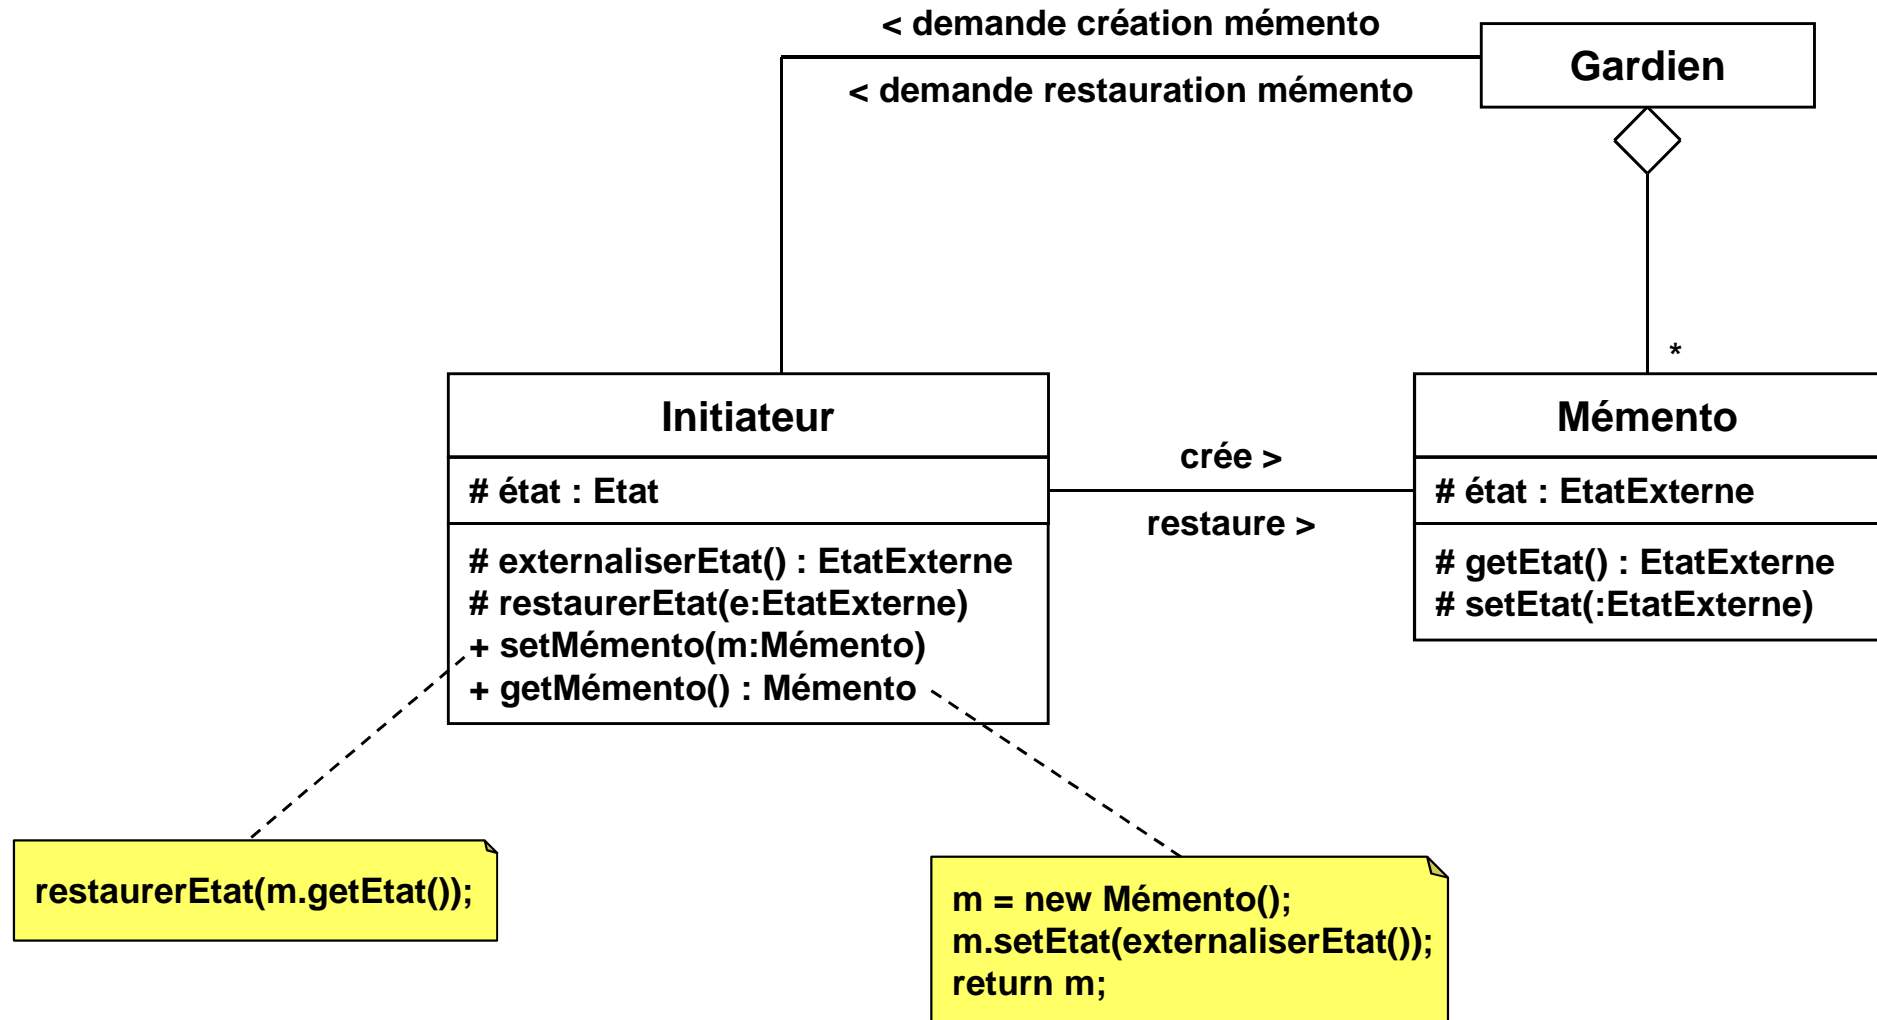 < demande création mémento
Gardien
< demande restauration mémento
*
Initiateur
# état : Etat
# externaliserEtat() : EtatExterne
# restaurerEtat(e:EtatExterne)
+ setMémento(m:Mémento)
+ getMémento() : Mémento
crée >
restaure >
Mémento
# état : EtatExterne
# getEtat() : EtatExterne
# setEtat(:EtatExterne)
restaurerEtat(m.getEtat());
m = new Mémento();
m.setEtat(externaliserEtat());
return m;